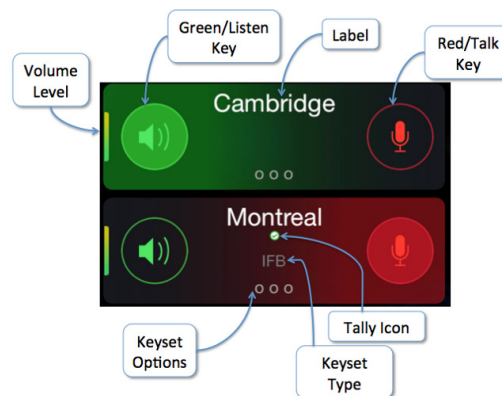 Green/Listen
Key
Label
Red/Talk
Key
Volume
Level
Cambridge
Montreal
IFB
Keyset
Options
Keyset
Type
Tally Icon